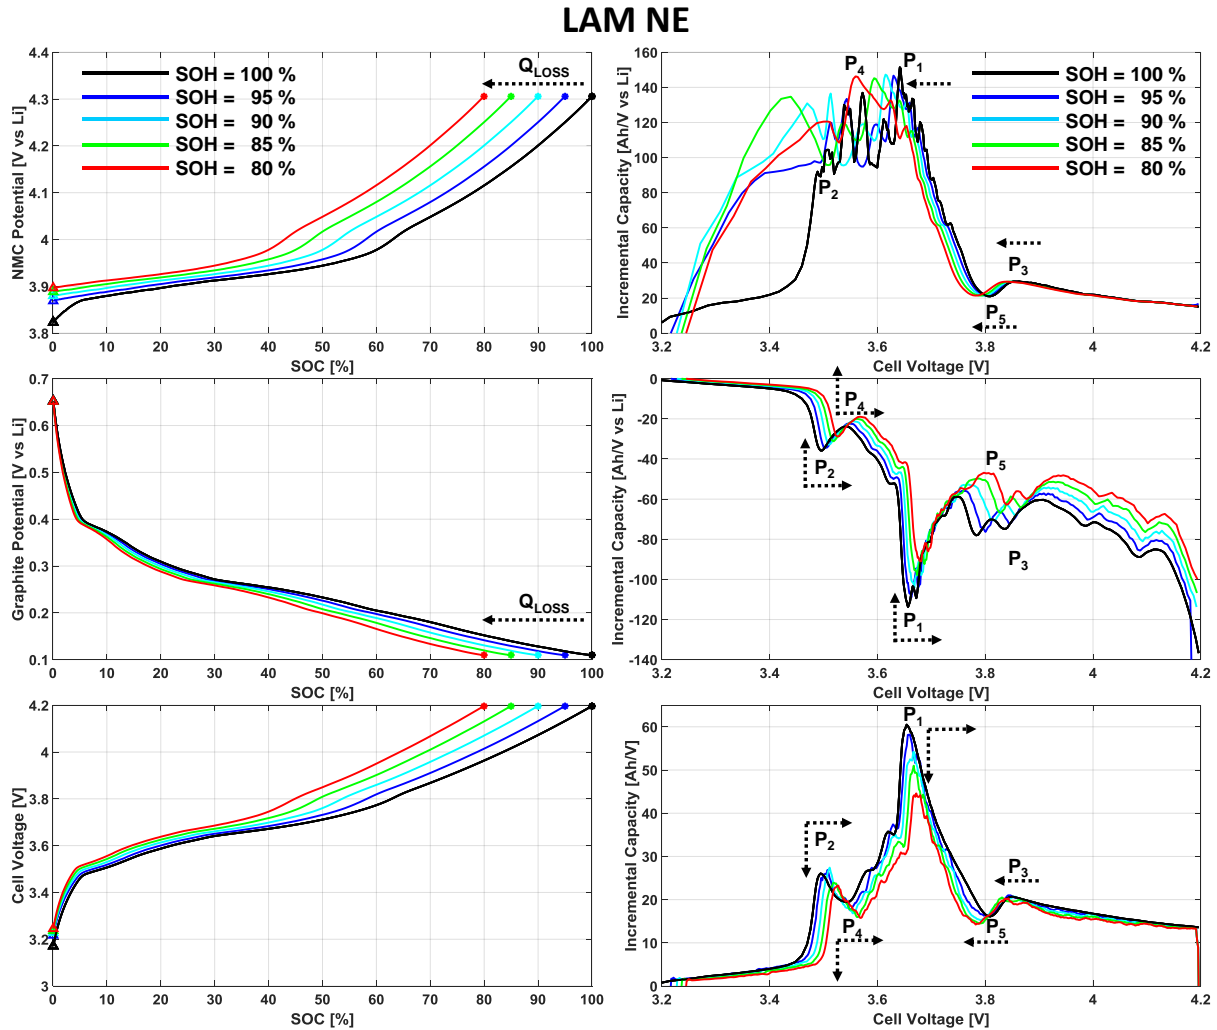 LAM NE
NMC Potential [V vs Li]
4.4
4.3
4.2
4.1
4
3.9
3.8
SOH = 100 %
SOH = 95 %
SOH = 90 %
SOH = 85 %
SOH = 80 %
QLOSS
0 10 20 30 40 50 60 70 80 90 100
SOC [%]
Incremental Capacity [Ah/V vs Li]
160
140
120
100
80
60
40
20
0
P4
P1
P2
P3
P5
SOH = 100 %
SOH = 95 %
SOH = 90 %
SOH = 85 %
SOH = 80 %
3.2 3.4 3.6 3.8 4 4.2
Cell Voltage [V]
Graphite Potential [V vs Li]
0.7
0.6
0.5
0.4
0.3
0.2
0.1
QLOSS
0 10 20 30 40 50 60 70 80 90 100
SOC [%]
Incremental Capacity [Ah/V vs Li]
0
-20
-40
-60
-80
-100
-120
-140
P4
P2
P5
P3
P1
3.2 3.4 3.6 3.8 4 4.2
Cell Voltage [V]
Cell Voltage [V]
4.2
4
3.8
3.6
3.4
3.2
3
0 10 20 30 40 50 60 70 80 90 100
SOC [%]
Incremental Capacity [Ah/V]
60
50
40
30
20
10
0
P1
P2
P3
P4
P5
3.2 3.4 3.6 3.8 4 4.2
Cell Voltage [V]